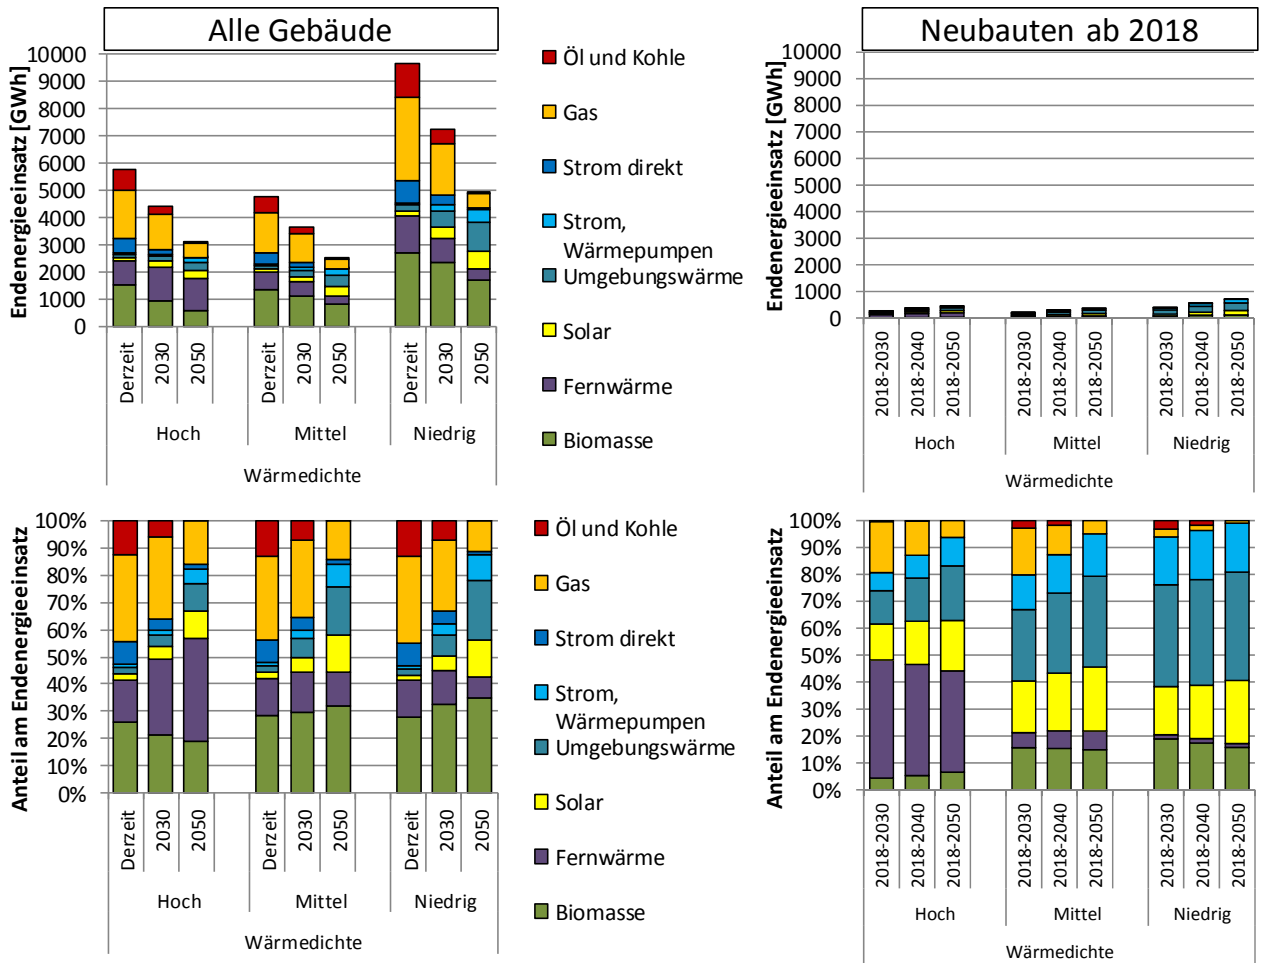 Alle Gebäude
Endenergieeinsatz [GWh]
10000
9000
8000
7000
6000
5000
4000
3000
2000
1000
0
Derzeit
2030
2050
Derzeit
2030
2050
Derzeit
2030
2050
Hoch
Mittel
Niedrig
Wärmedichte
Öl und Kohle
Gas
Strom direkt
Strom,
Wärmepumpen
Umgebungswärme
Solar
Fernwärme
Biomasse
Neubauten ab 2018
Endenergieeinsatz [GWh]
10000
9000
8000
7000
6000
5000
4000
3000
2000
1000
0
2018-2030
2018-2040
2018-2050
2018-2030
2018-2040
2018-2050
2018-2030
2018-2040
2018-2050
Hoch
Mittel
Niedrig
Wärmedichte
Anteil am Endenergieeinsatz
100%
90%
80%
70%
60%
50%
40%
30%
20%
10%
0%
Derzeit
2030
2050
Derzeit
2030
2050
Derzeit
2030
2050
Hoch
Mittel
Niedrig
Wärmedichte
Öl und Kohle
Gas
Strom direkt
Strom,
Wärmepumpen
Umgebungswärme
Solar
Fernwärme
Biomasse
Anteil am Endenergieeinsatz
100%
90%
80%
70%
60%
50%
40%
30%
20%
10%
0%
2018-2030
2018-2040
2018-2050
2018-2030
2018-2040
2018-2050
2018-2030
2018-2040
2018-2050
Hoch
Mittel
Niedrig
Wärmedichte